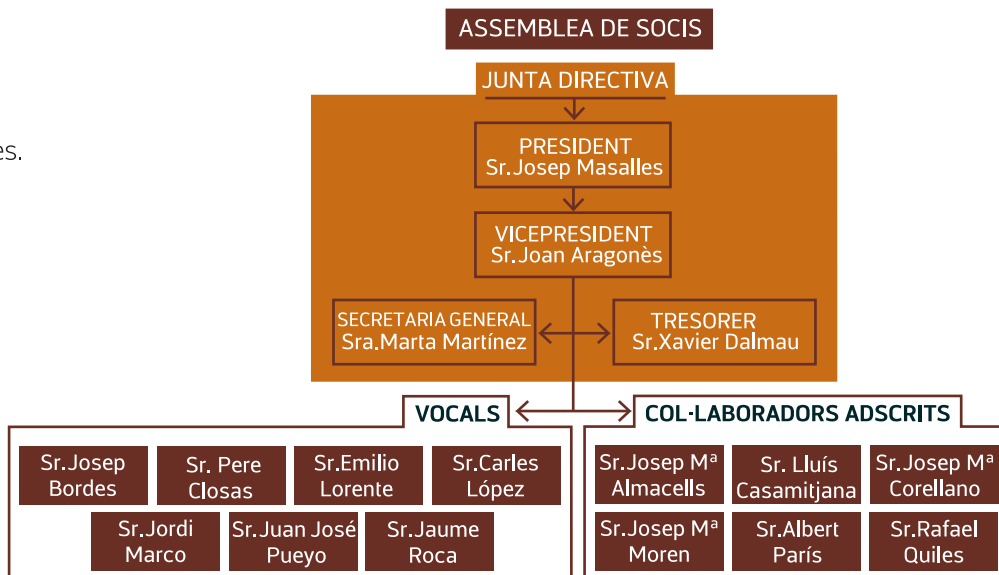 ASSEMBLEA DE SOCIS
JUNTA DIRECTIVA
es.
PRESIDENT
Sr.Josep Masalles
VICEPRESIDENT
Sr.Joan Aragonès
SECRETARIA GENERAL
Sra.Marta Martínez
TRESORER
Sr.Xavier Dalmau
VOCALS
Sr.Josep
Bordes
Sr. Pere
Closas
Sr.Emilio
Lorente
Sr.Carles
López
Sr.Jordi
Marco
Sr.Juan José
Pueyo
Sr.Jaume
Roca
COL·LABORADORS ADSCRITS
Sr.Josep Mª
Almacells
Sr. Lluís
Casamitjana
Sr.Josep Mª
Corellano
Sr.Josep Mª
Moren
Sr.Albert
París
Sr.Rafael
Quiles